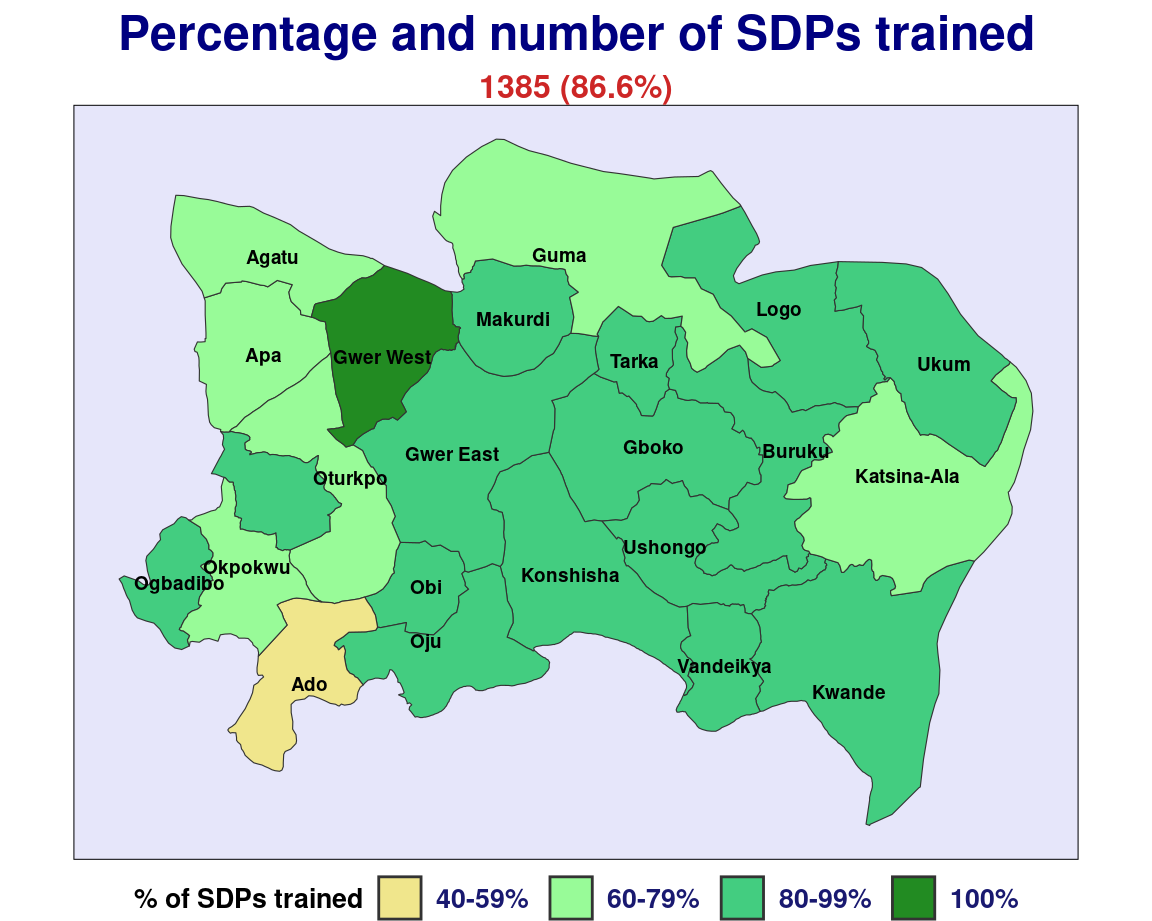 Percentage and number of SDPs trained
1385 (86.6%)
Agatu
Guma
Logo
Makurdi
Apa
Gwer West
Tarka
Ukum
Gwer East
Gboko
Buruku
Katsina-Ala
Oturkpo
Ushongo
Okpokwu
Ogbadibo
Konshisha
Obi
Oju
Vandeikya
Ado
Kwande
% of SDPs trained 40-59% 60-79% 80-99% 100%